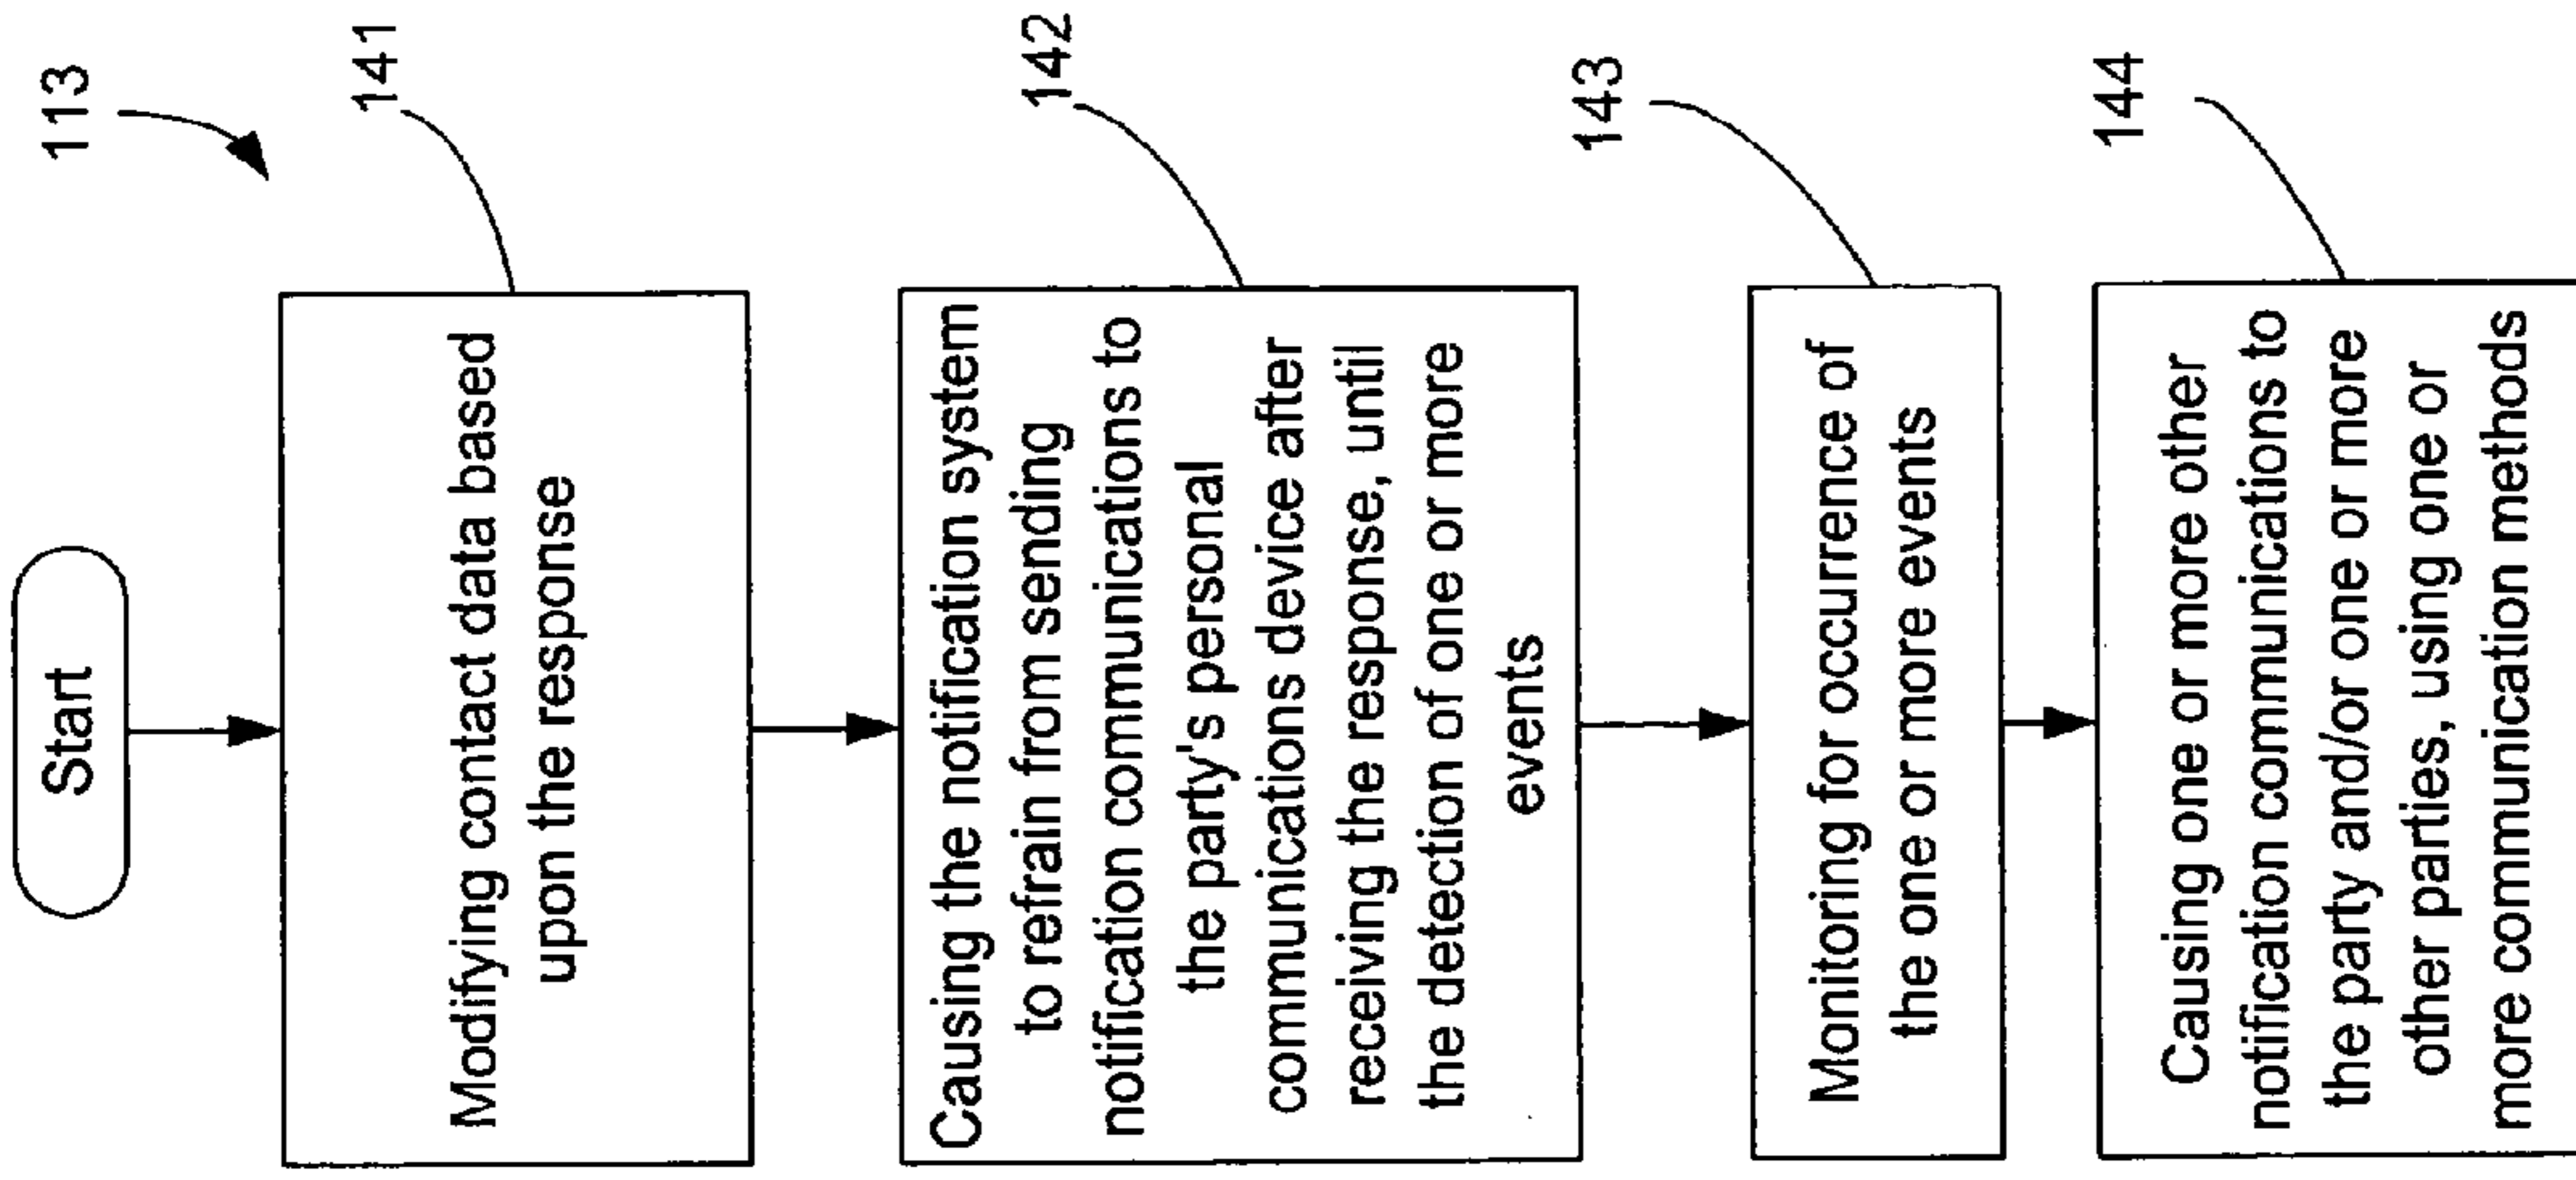 113
Start
141
Modifying contact data based
upon the response
142
Causing the notification system
to refrain from sending
notification communications to
the party's personal
communications device after
receiving the response, until
the detection of one or more
events
143
Monitoring for occurrence of
the one or more events
144
Causing one or more other
notification communications to
the party and/or one or more
other parties, using one or
more communication methods